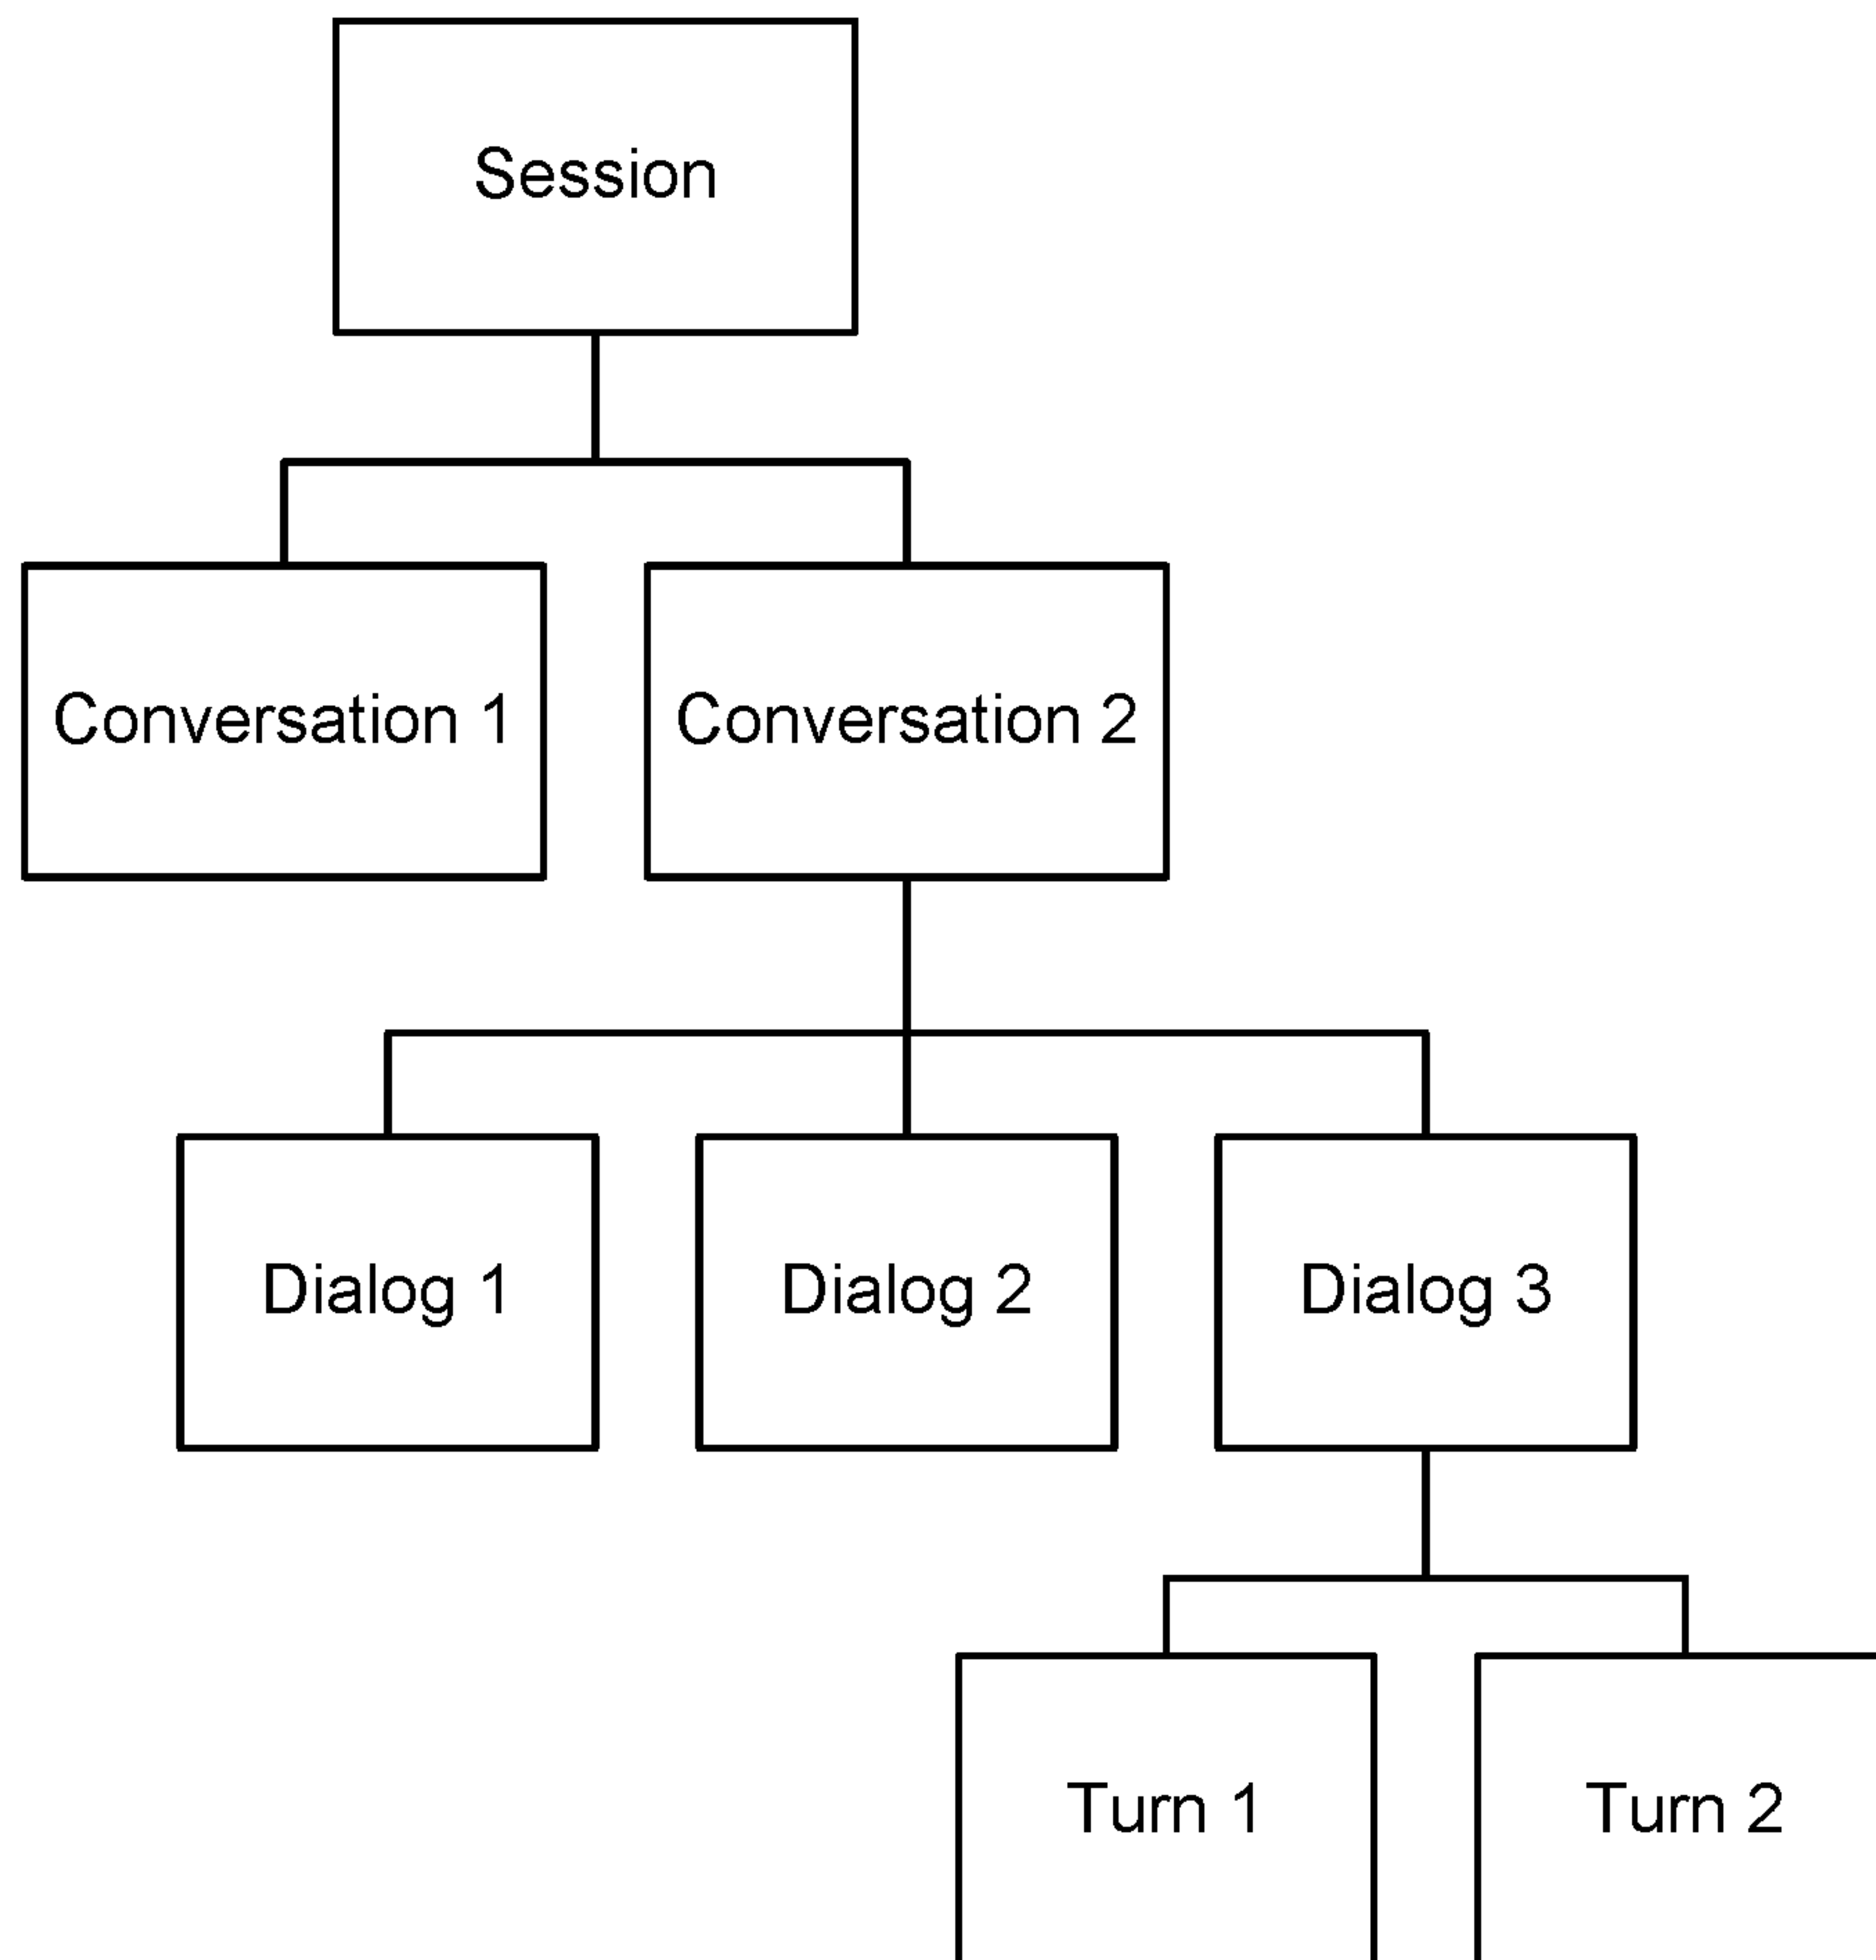 Session
Conversation 1
Conversation 2
Dialog 1
Dialog 2
Dialog 3
Turn 1
Turn 2